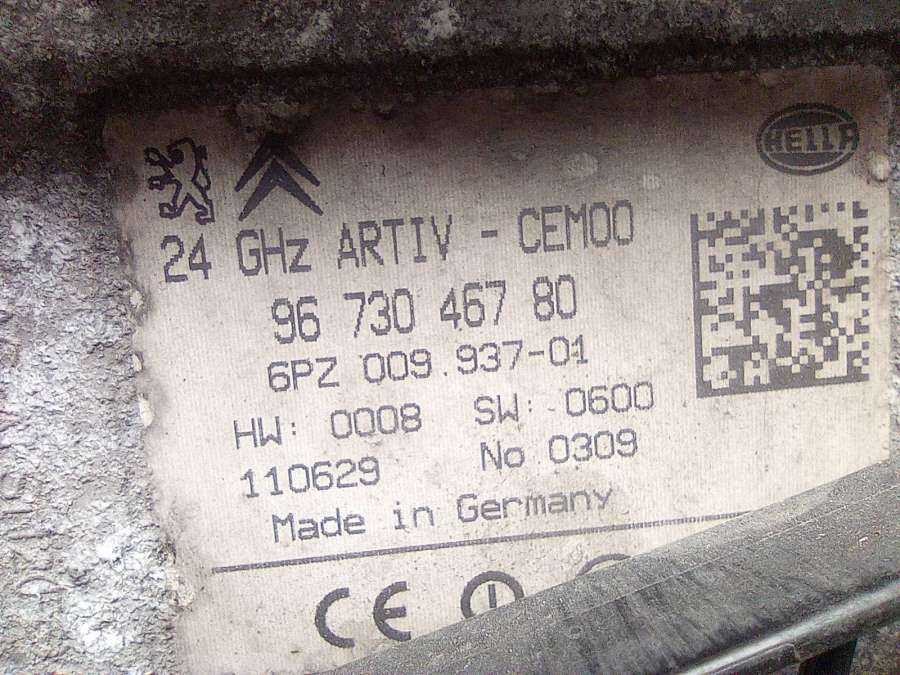 HELLA
24 GHz ARTIV - CEM00
96 730 467 80
6PZ 009.937-01
HW: 0008 SW: 0600
110629 No 0309
Made in Germany
CE